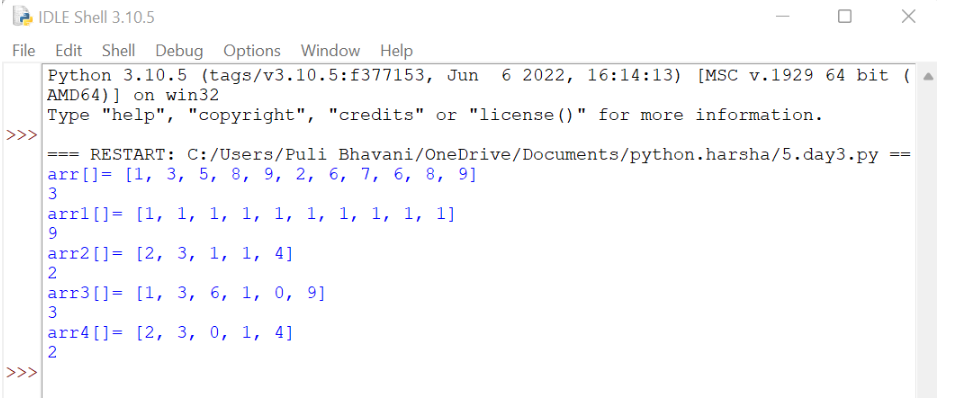 IDLE Shell 3.10.5
File Edit Shell Debug Options Window Help
Python 3.10.5 (tags/v3.10.5:f377153, Jun  6 2022, 16:14:13) [MSC v.1929 64 bit (
AMD64)] on win32
Type "help", "copyright", "credits" or "license()" for more information.
>>>
=== RESTART: C:/Users/Puli Bhavani/OneDrive/Documents/python.harsha/5.day3.py ==
arr[]= [1, 3, 5, 8, 9, 2, 6, 7, 6, 8, 9]
3
arr1[]= [1, 1, 1, 1, 1, 1, 1, 1, 1, 1]
9
arr2[]= [2, 3, 1, 1, 4]
2
arr3[]= [1, 3, 6, 1, 0, 9]
3
arr4[]= [2, 3, 0, 1, 4]
2
>>>